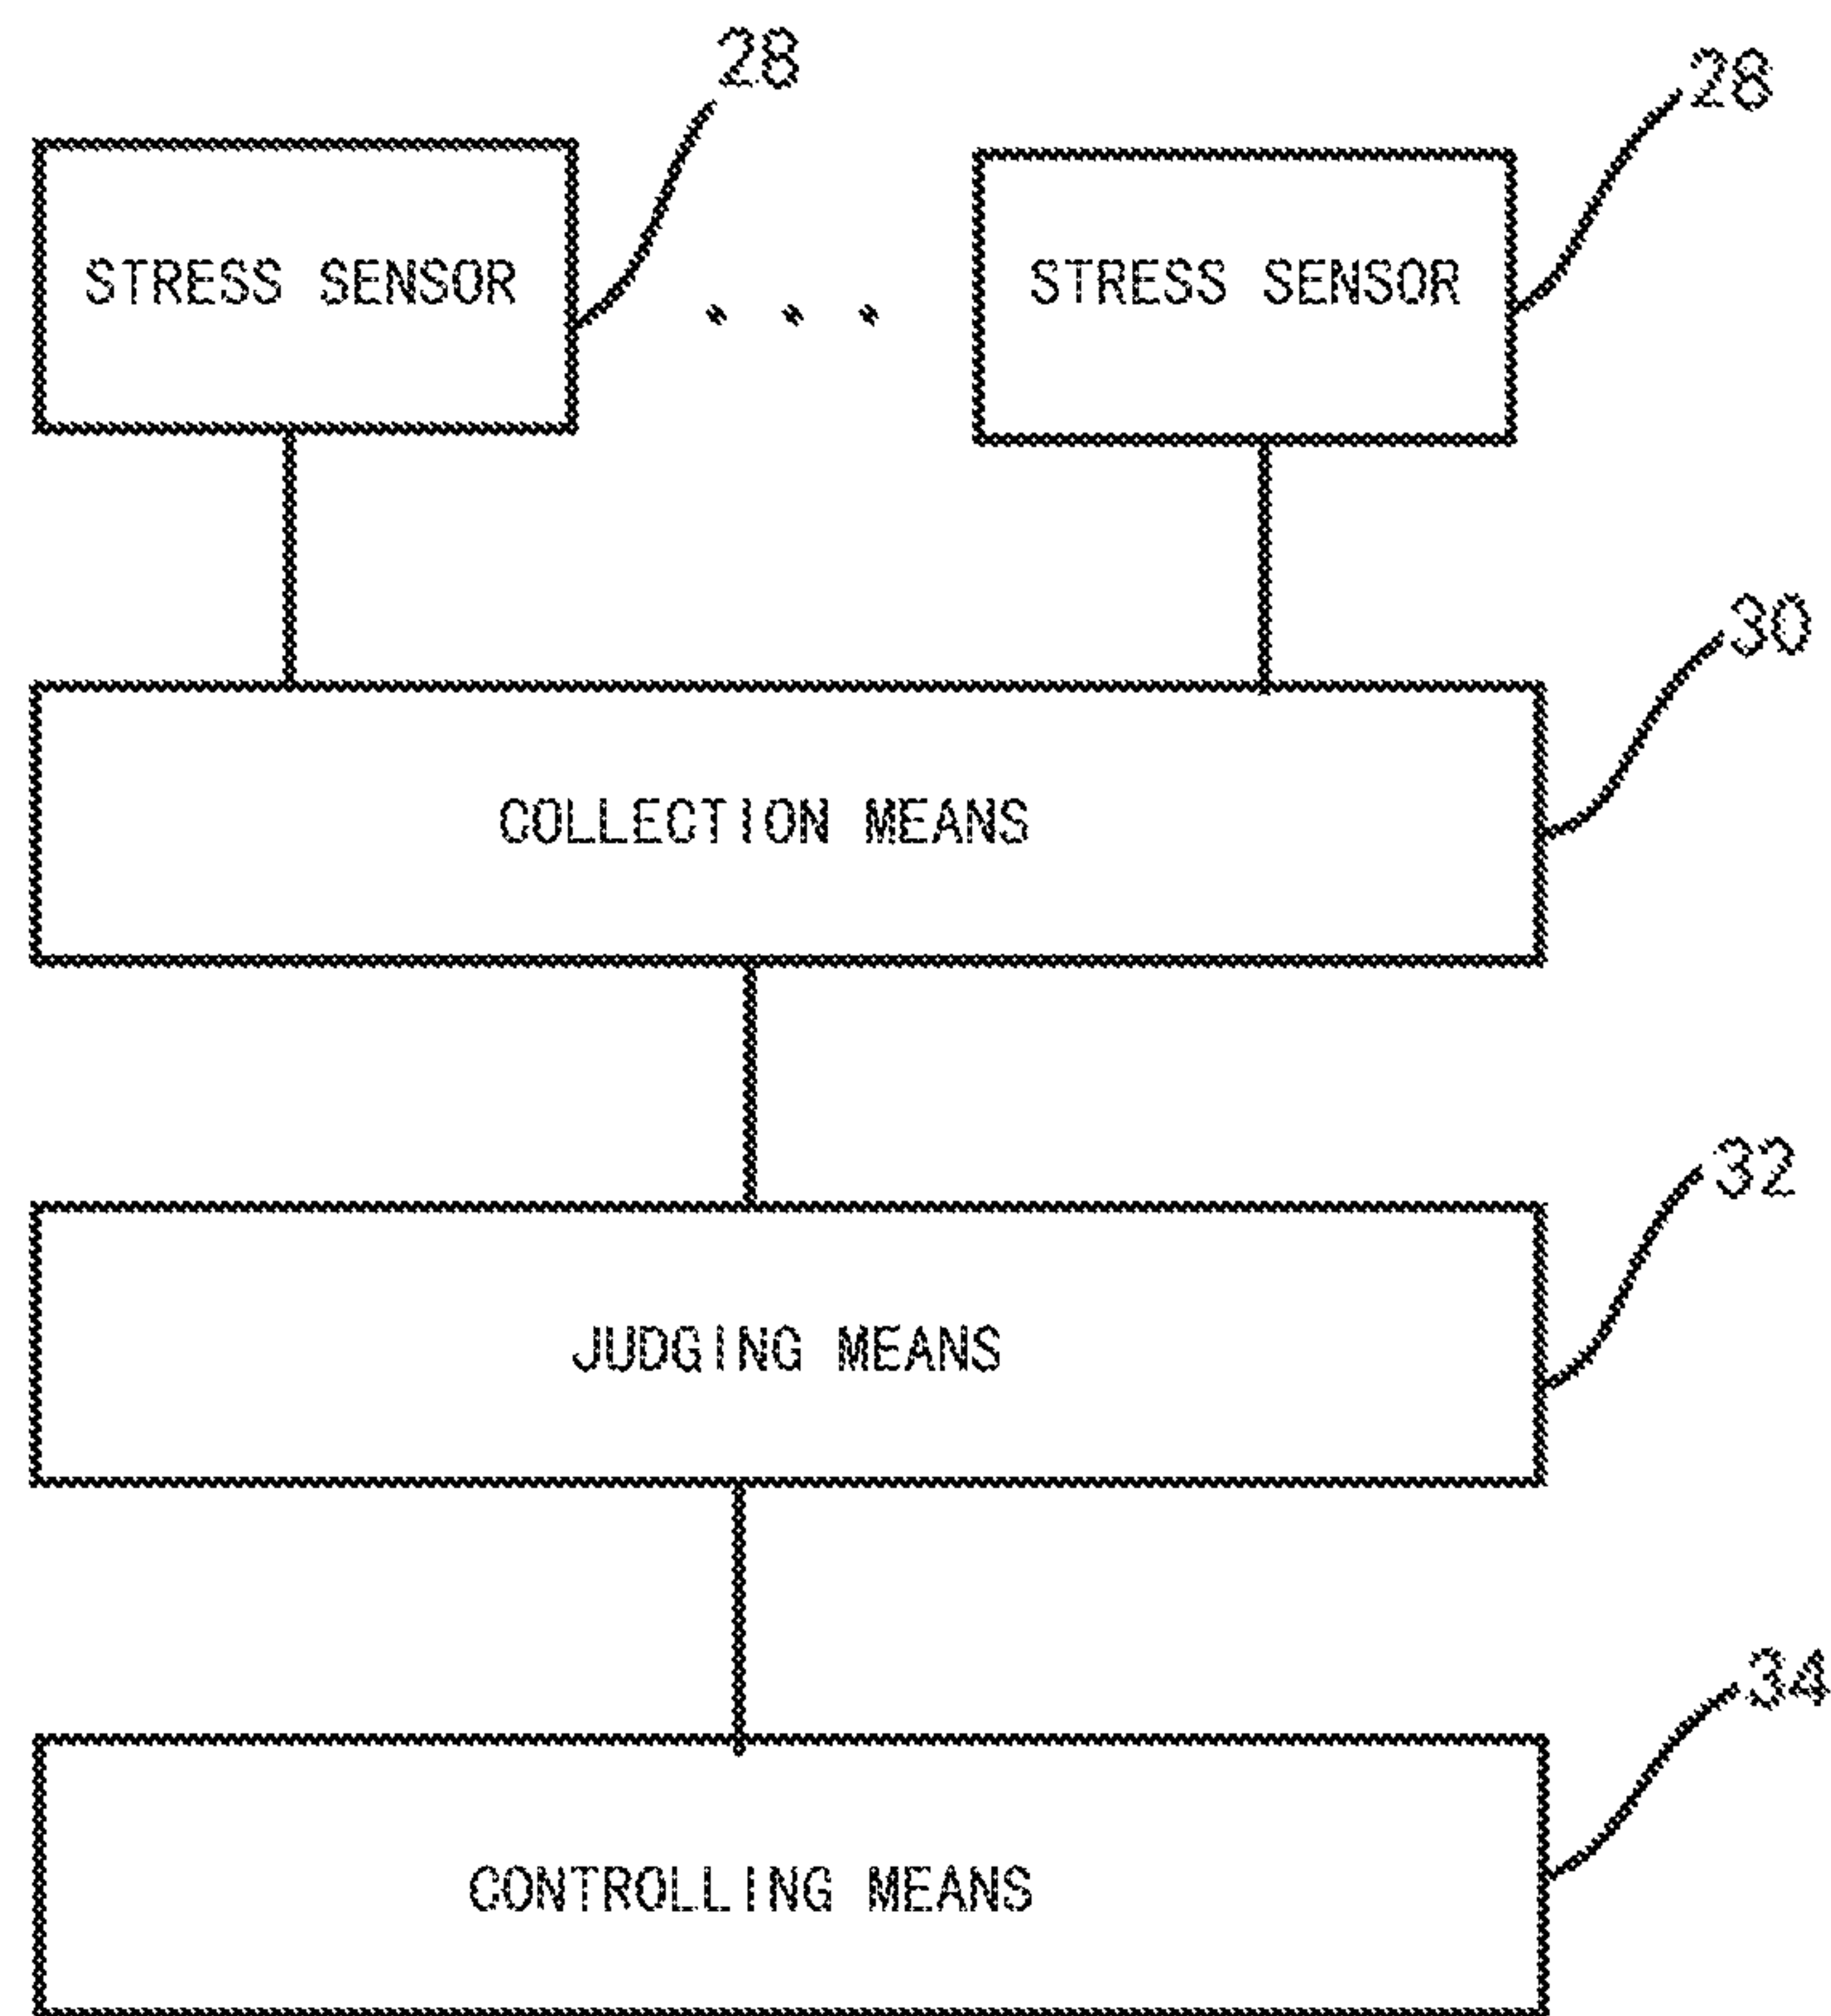 28
28
STRESS SENSOR
. . .
STRESS SENSOR
30
COLLECTION MEANS
32
JUDGING MEANS
34
CONTROLLING MEANS